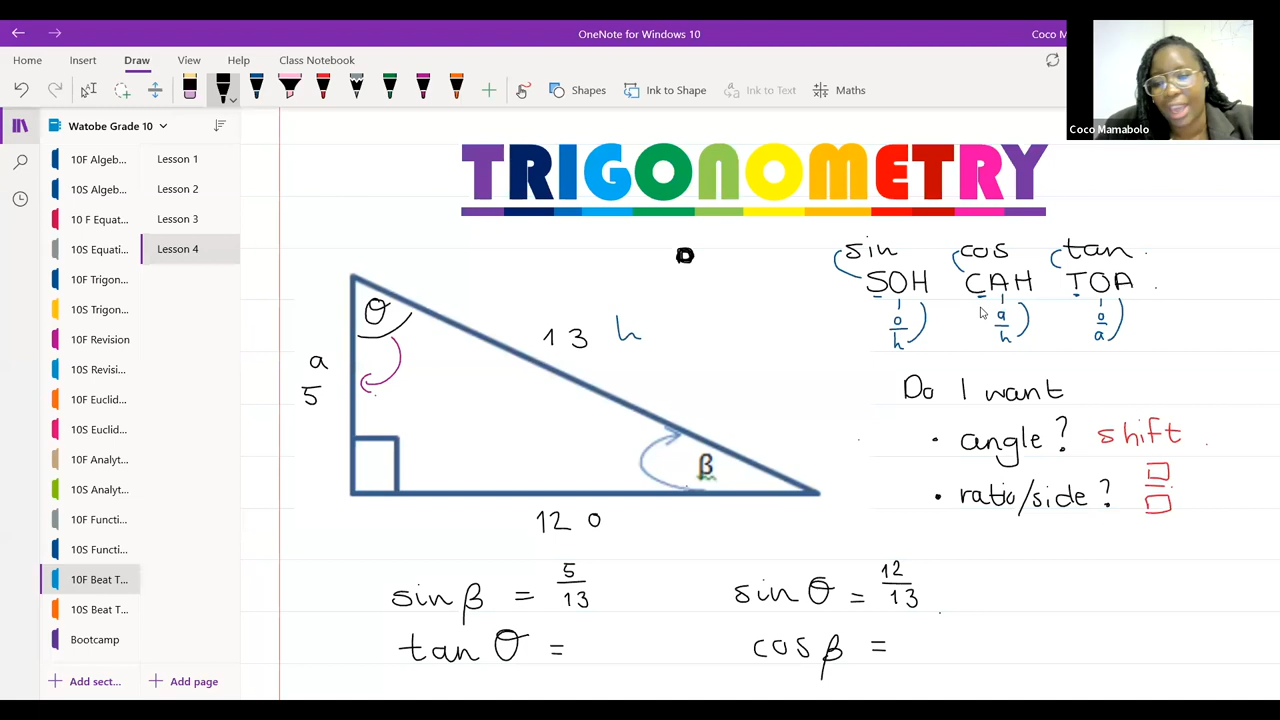 OneNote for Windows 10
Coco M
Home Insert Draw View Help Class Notebook
Shapes Ink to Shape Ink to Text Maths
Coco Mamabolo
Watobe Grade 10
10F Algeb...
10S Algeb...
10 F Equat...
10S Equati...
10F Trigon...
10S Trigon...
10F Revision
10S Revisi...
10F Euclid...
10S Euclid...
10F Analyt...
10S Analyt...
10F Functi...
10S Functi...
10F Beat T...
10S Beat T...
Bootcamp
Add sect...
Lesson 1
Lesson 2
Lesson 3
Lesson 4
Add page
TRIGONOMETRY
sin cos tan
SOH CAH TOA
o/h a/h o/a
θ
13 h
a
5
β
12 o
Do I want
• angle? shift
• ratio/side?
sin β = 5/13
sin θ = 12/13
tan θ =
cos β =